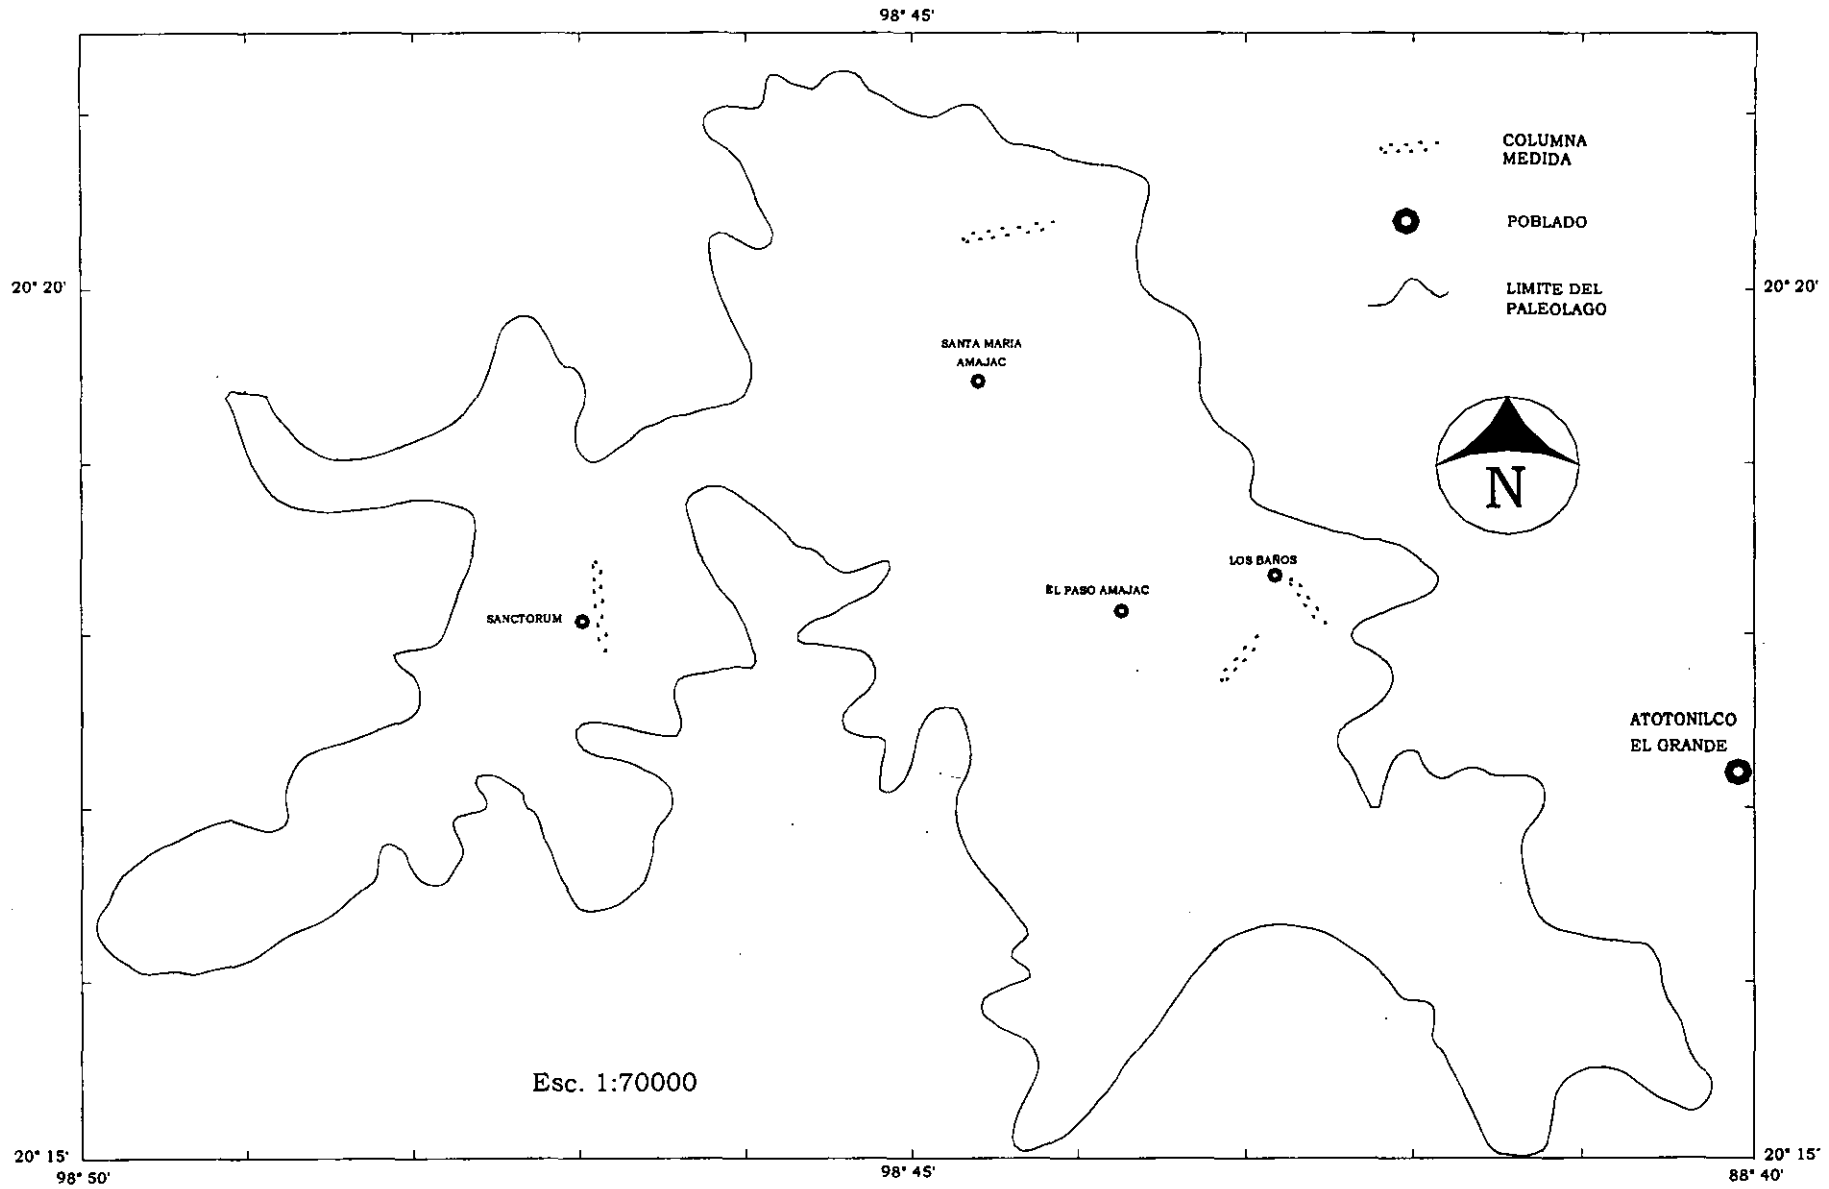 98° 45'
COLUMNA
MEDIDA
POBLADO
20° 20'
LIMITE DEL
PALEOLAGO
20° 20'
SANTA MARIA
AMAJAC
N
LOS BAÑOS
EL PASO AMAJAC
SANCTORUM
ATOTONILCO
EL GRANDE
Esc. 1:70000
20° 15'
20° 15'
98° 50'
98° 45'
88° 40'